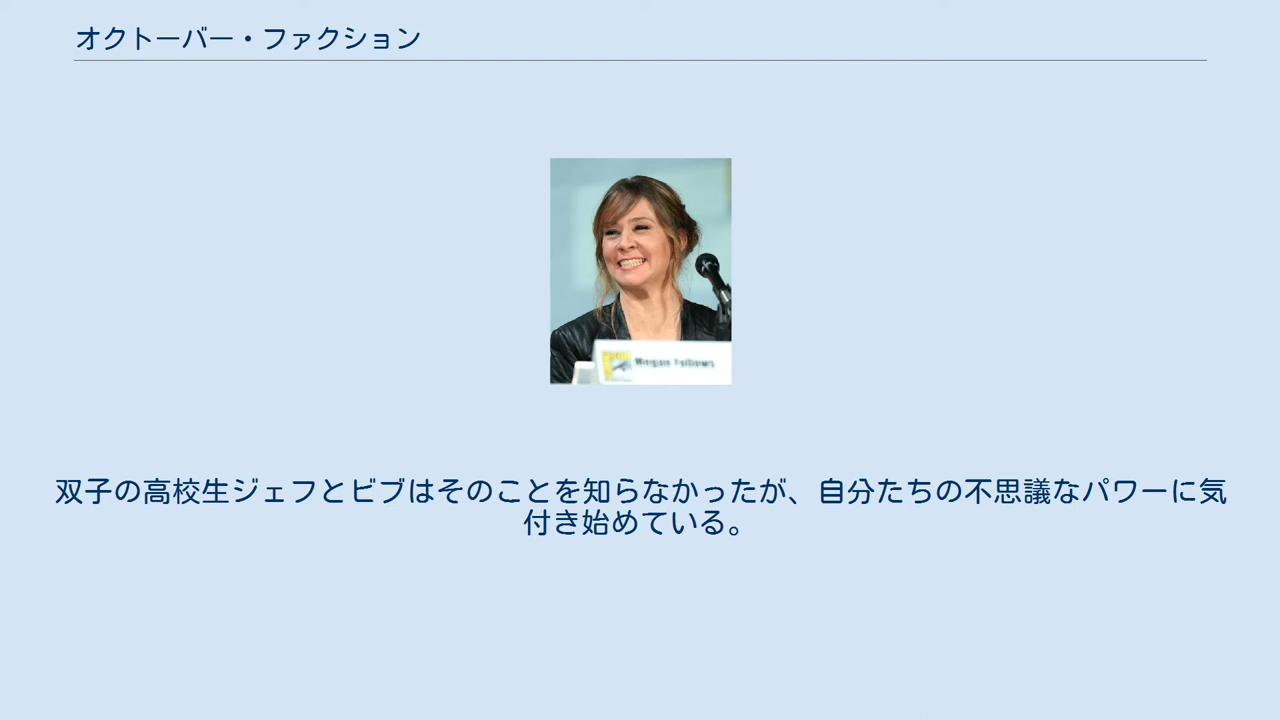 オクトーバー・ファクション
Megan Follows
双子の高校生ジェフとビブはそのことを知らなかったが、自分たちの不思議なパワーに気
付き始めている。